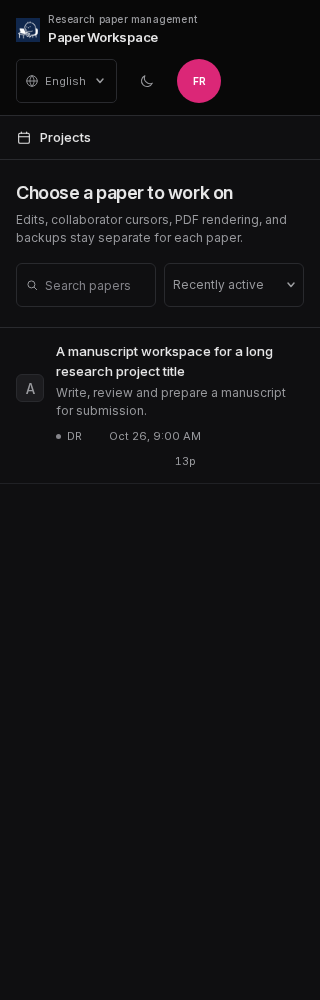 Research paper management
PaperWorkspace
English
FR
Projects
Choose a paper to work on
Edits, collaborator cursors, PDF rendering, and
backups stay separate for each paper.
Search papers
Recently active
A manuscript workspace for a long
research project title
A
Write, review and prepare a manuscript
for submission.
DR Oct 26, 9:00 AM
13p